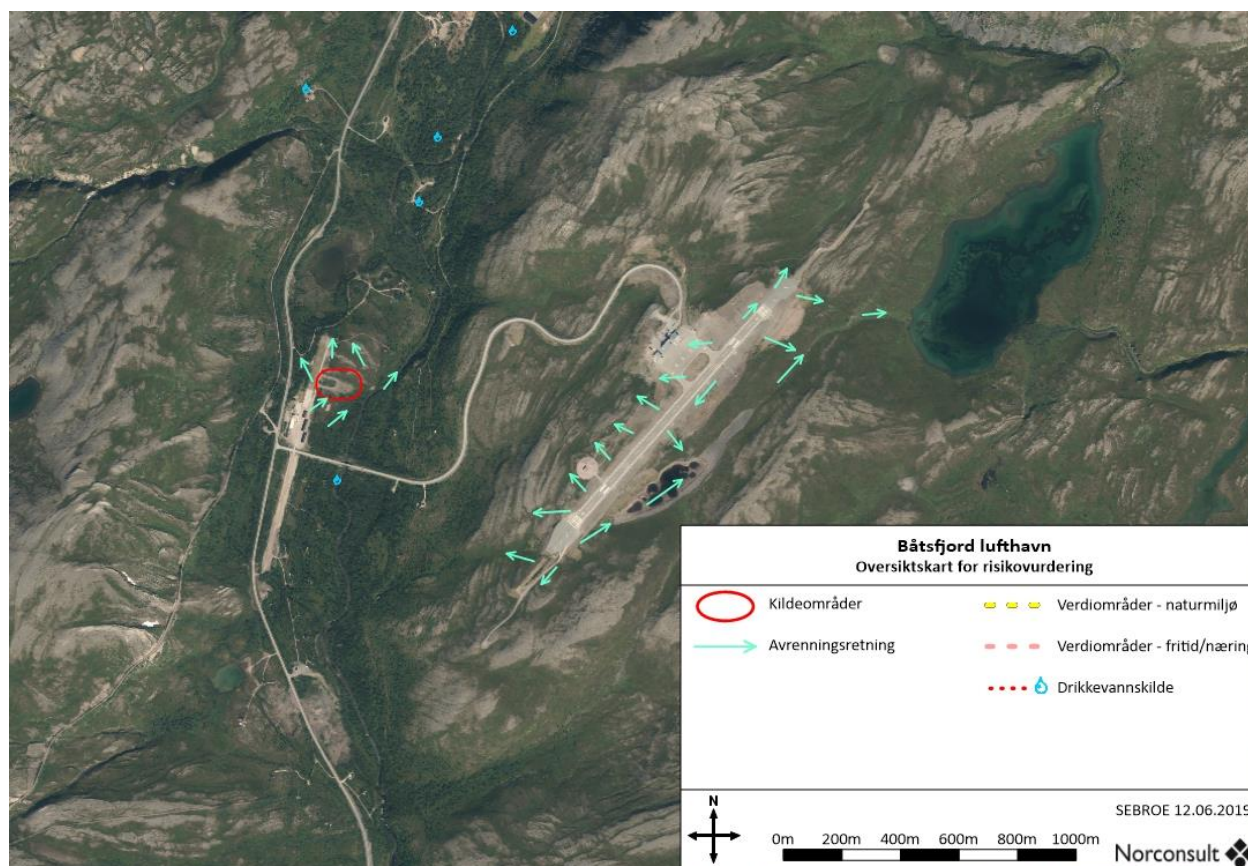 Båtsfjord lufthavn
Oversiktskart for risikovurdering
Kildeområder
Verdiområder - naturmiljø
Avrenningsretning
Verdiområder - fritid/næring
Drikkevannskilde
N
SEBROE 12.06.2019
0m 200m 400m 600m 800m 1000m
Norconsult